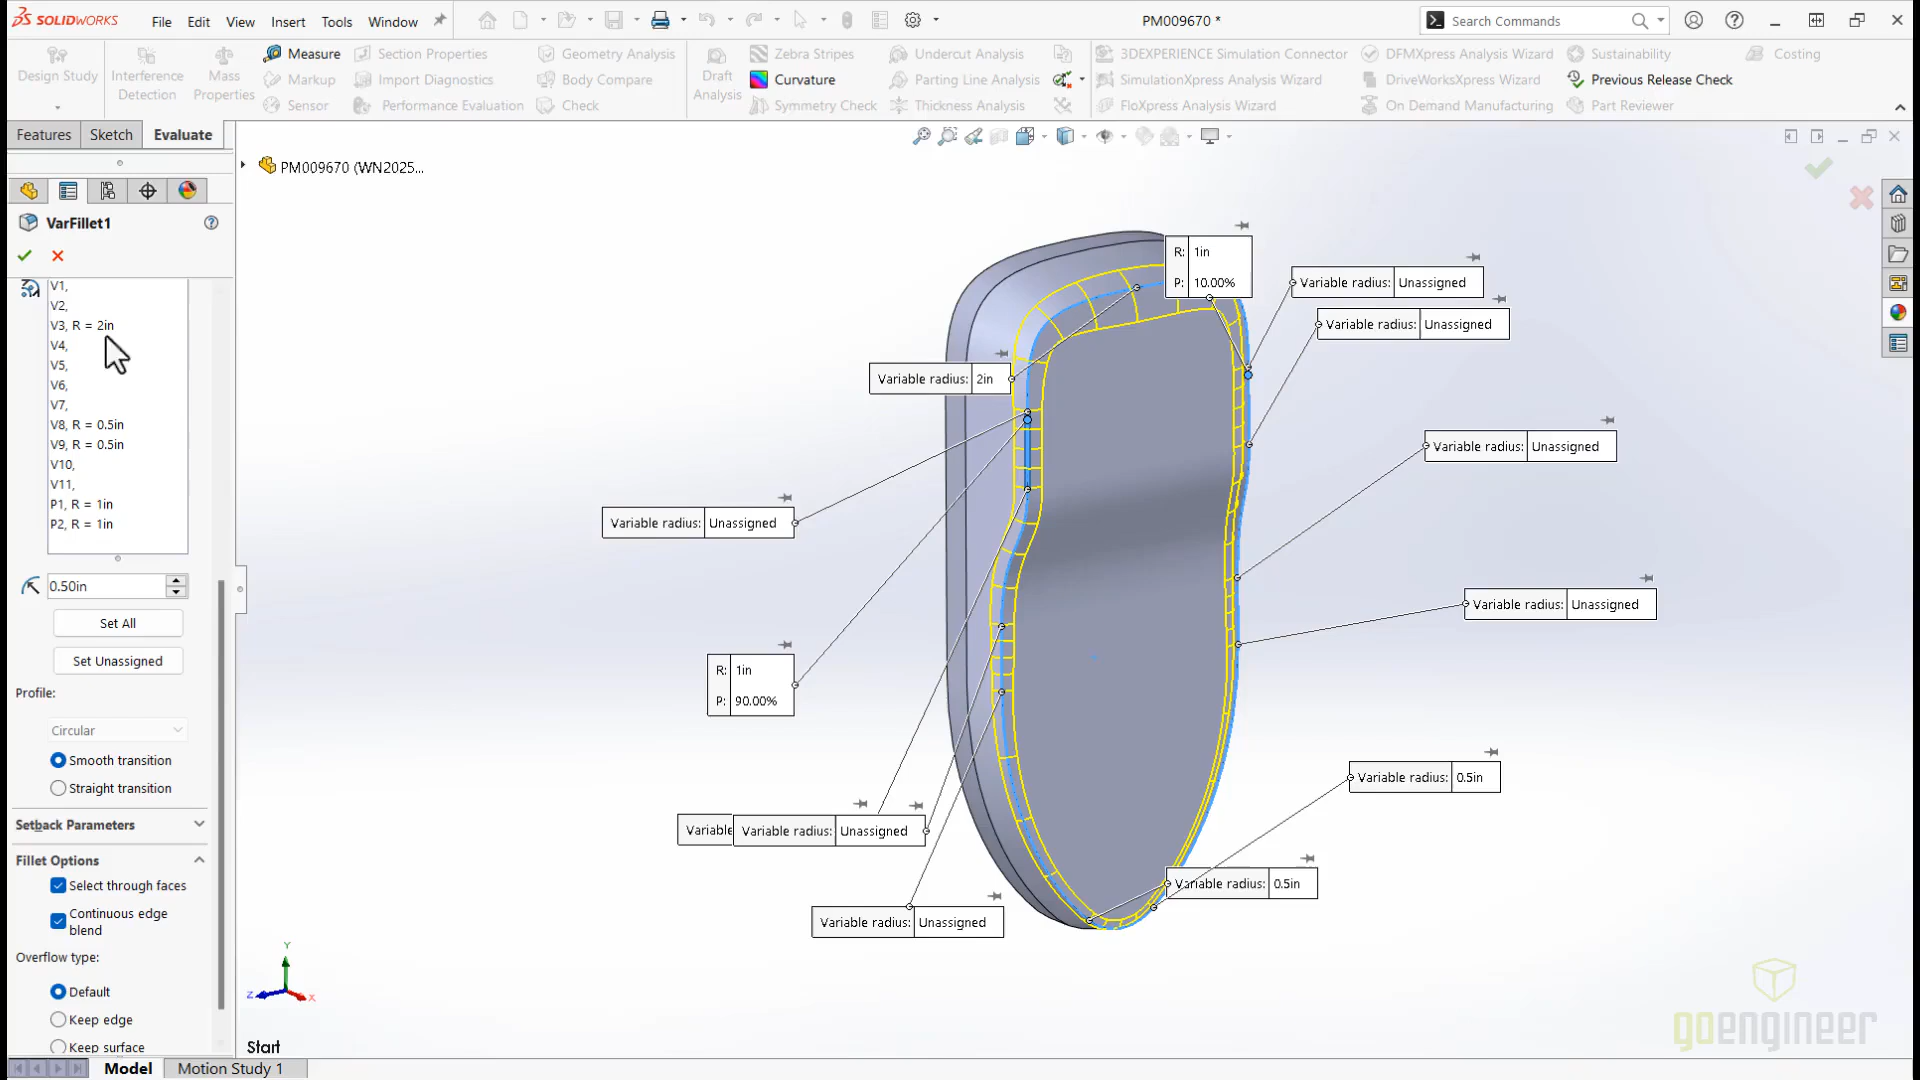 SOLIDWORKS File Edit View Insert Tools Window PM009670 * Search Commands
Design Study
Interference Detection
Mass Properties
Measure
Markup
Sensor
Section Properties
Import Diagnostics
Performance Evaluation
Geometry Analysis
Body Compare
Check
Draft Analysis
Zebra Stripes
Curvature
Symmetry Check
Undercut Analysis
Parting Line Analysis
Thickness Analysis
3DEXPERIENCE Simulation Connector
SimulationXpress Analysis Wizard
FloXpress Analysis Wizard
DFMXpress Analysis Wizard
DriveWorksXpress Wizard
On Demand Manufacturing
Sustainability
Previous Release Check
Part Reviewer
Costing
Features Sketch Evaluate
PM009670 (WN2025...
VarFillet1
V1,
V2,
V3, R = 2in
V4,
V5,
V6,
V7,
V8, R = 0.5in
V9, R = 0.5in
V10,
V11,
P1, R = 1in
P2, R = 1in
0.50in
Set All
Set Unassigned
Profile:
Circular
Smooth transition
Straight transition
Setback Parameters
Fillet Options
Select through faces
Continuous edge
blend
Overflow type:
Default
Keep edge
Keep surface
R: 1in
P: 10.00%
Variable radius: Unassigned
Variable radius: Unassigned
Variable radius: 2in
Variable radius: Unassigned
Variable radius: Unassigned
Variable radius: Unassigned
R: 1in
P: 90.00%
Variable radius: 0.5in
Variable Variable radius: Unassigned
Variable radius: 0.5in
Variable radius: Unassigned
Y
Z X
Start
goengineer
Model Motion Study 1